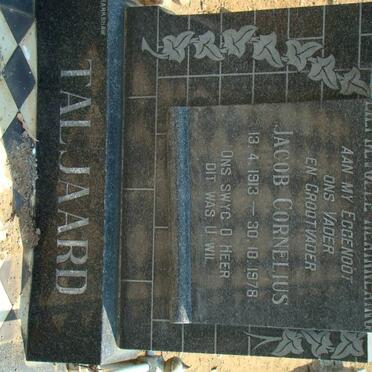 AAN MY EGGENOOT
ONS VADER
EN GROOTVADER
JACOB CORNELIUS
13·4·1913 — 30·10·1978
ONS SWYG O HEER
DIT WAS U WIL
TALJAARD